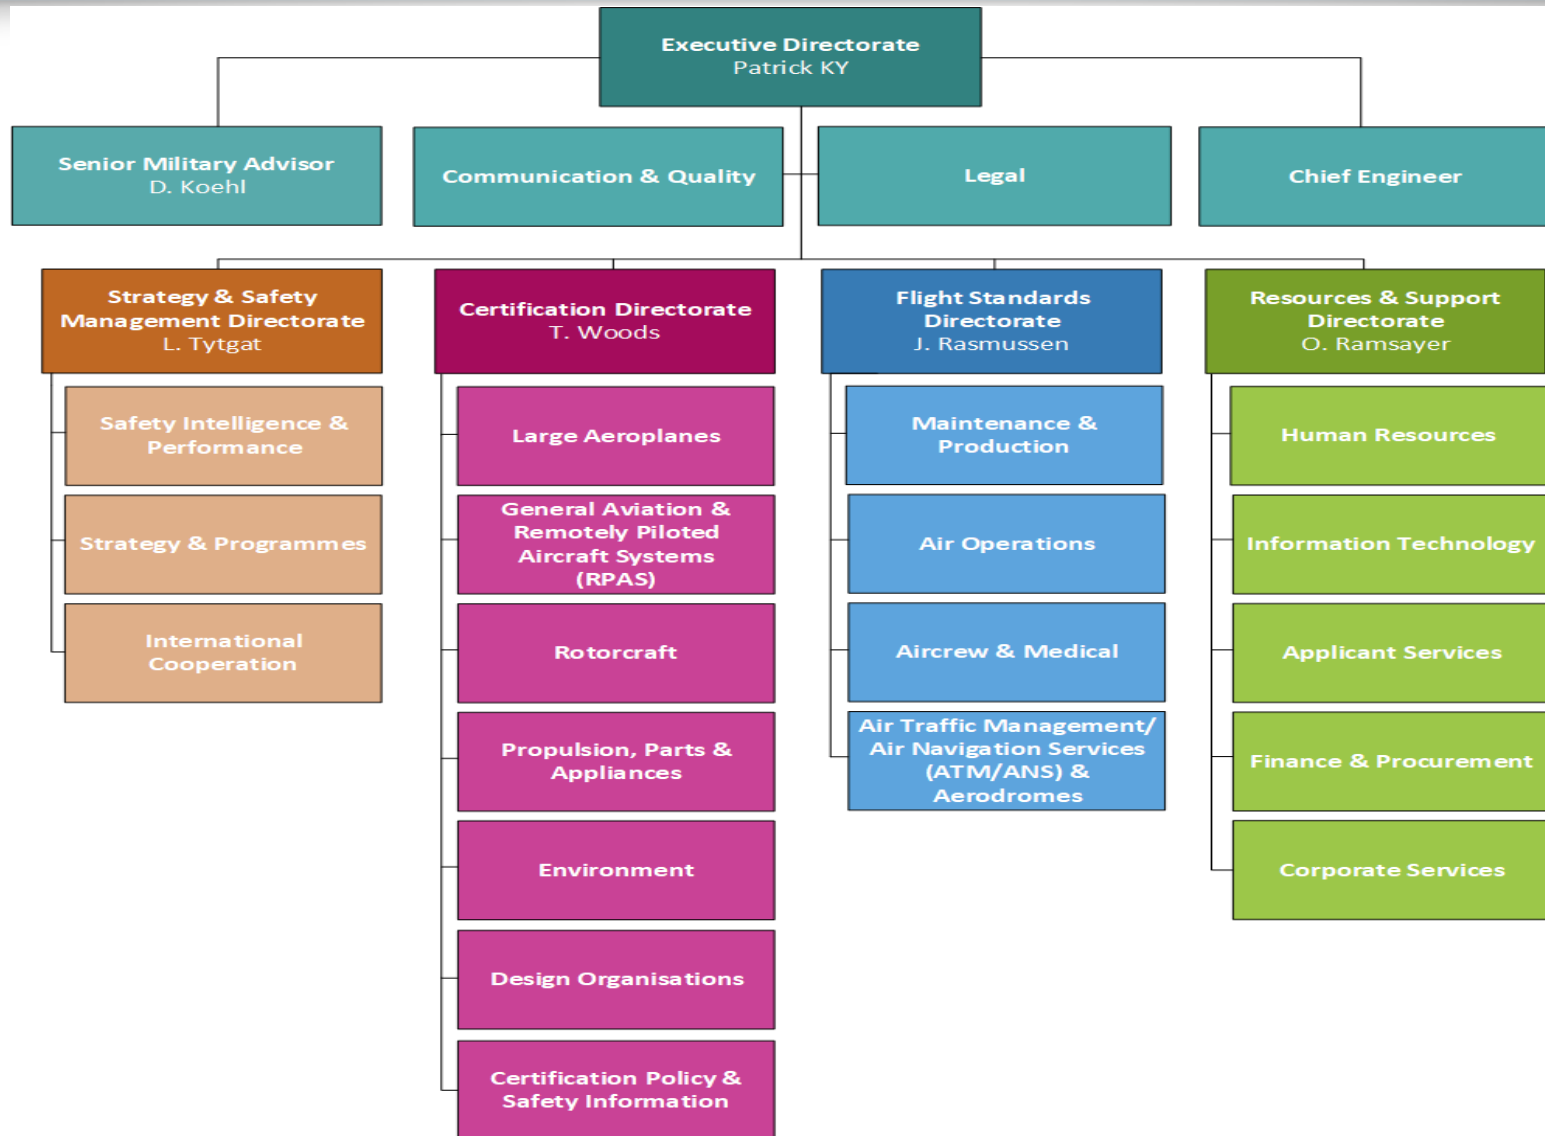 Executive Directorate
Patrick KY
Senior Military Advisor
D. Koehl
Communication & Quality
Legal
Chief Engineer
Strategy & Safety
Management Directorate
L. Tytgat
Certification Directorate
T. Woods
Flight Standards
Directorate
J. Rasmussen
Resources & Support
Directorate
O. Ramsayer
Safety Intelligence &
Performance
Strategy & Programmes
International
Cooperation
Large Aeroplanes
General Aviation &
Remotely Piloted
Aircraft Systems
(RPAS)
Rotorcraft
Propulsion, Parts &
Appliances
Environment
Design Organisations
Certification Policy &
Safety Information
Maintenance &
Production
Air Operations
Aircrew & Medical
Air Traffic Management/
Air Navigation Services
(ATM/ANS) &
Aerodromes
Human Resources
Information Technology
Applicant Services
Finance & Procurement
Corporate Services